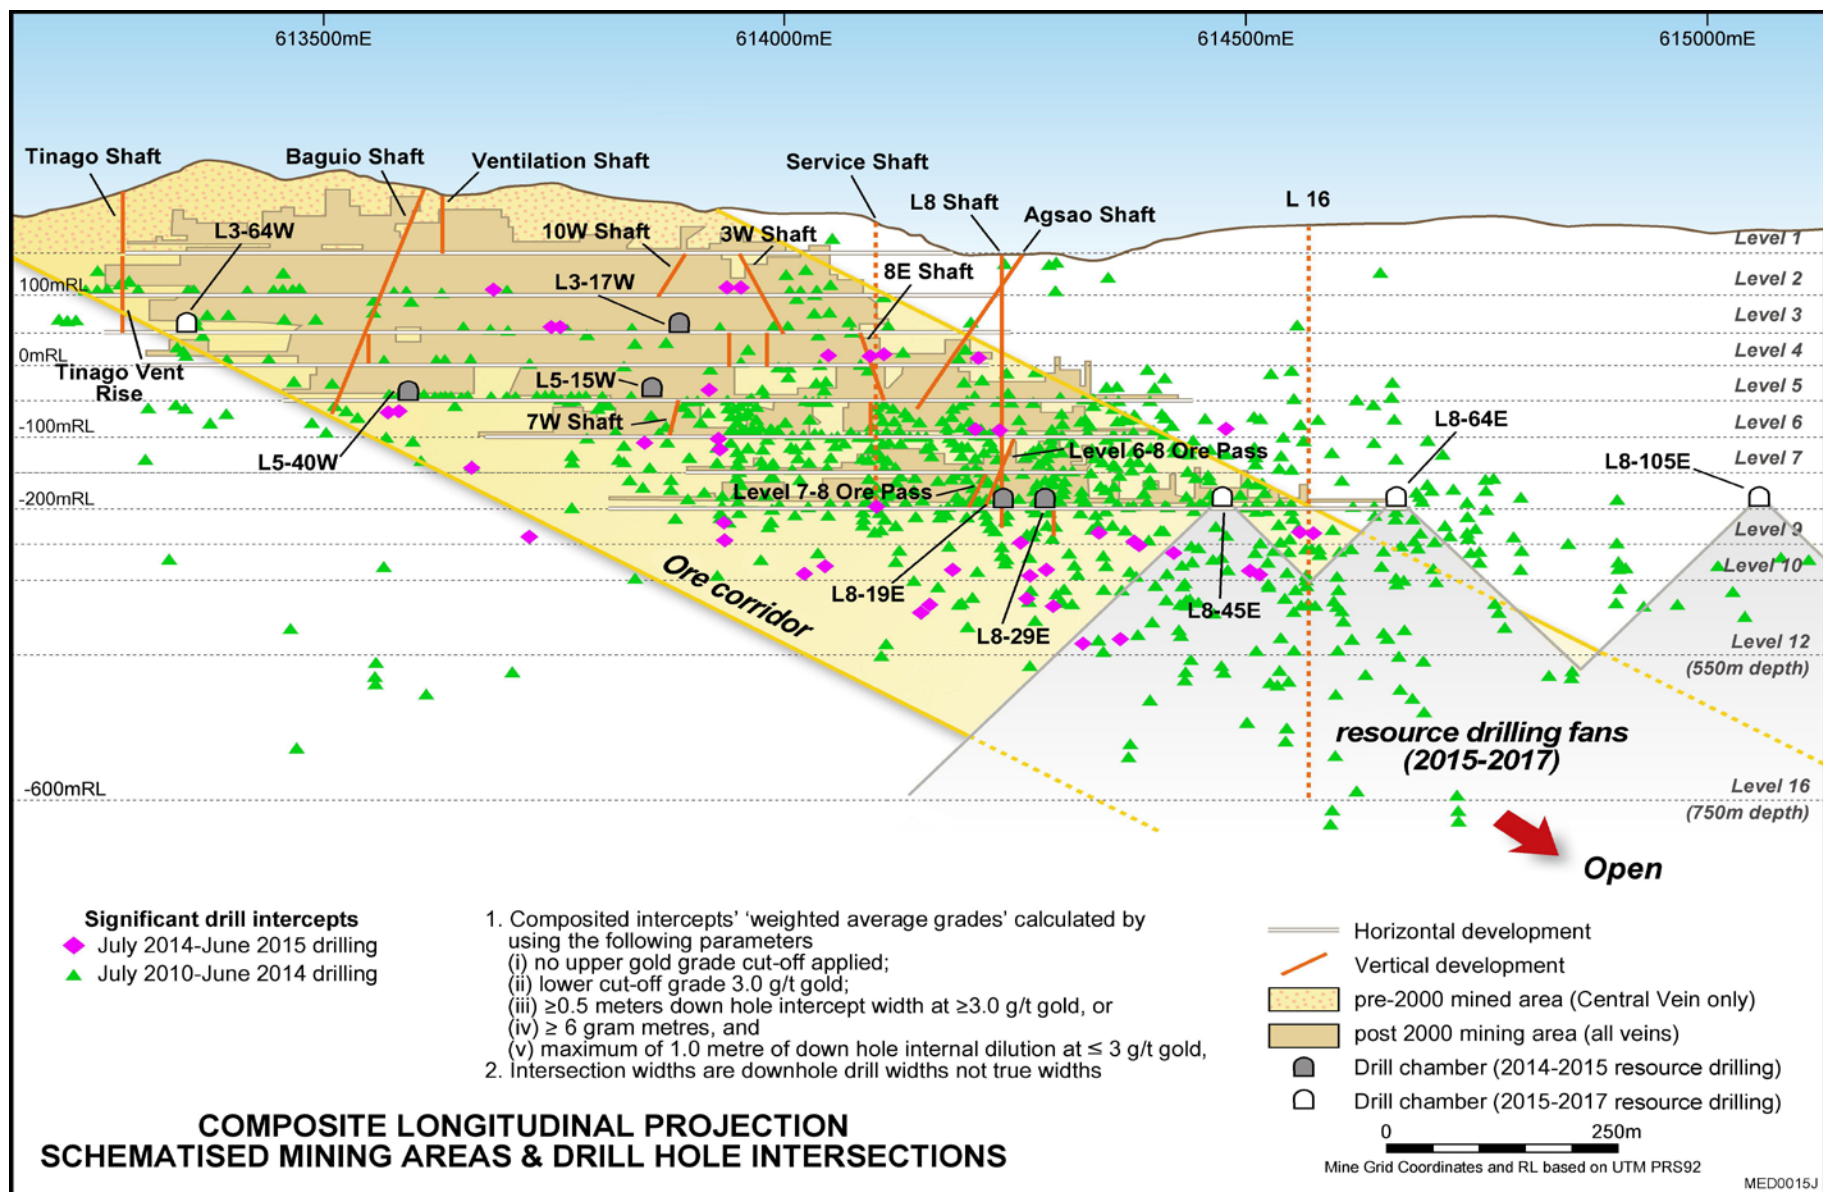 613500mE
614000mE
614500mE
615000mE
Tinago Shaft
Baguio Shaft
Ventilation Shaft
Service Shaft
L8 Shaft
Agsao Shaft
L 16
L3-64W
10W Shaft
3W Shaft
Level 1
L3-17W
8E Shaft
Level 2
100mRL
Level 3
0mRL
Level 4
Tinago Vent
Rise
L5-15W
Level 5
7W Shaft
-100mRL
Level 6
L8-64E
L5-40W
Level 6-8 Ore Pass
Level 7
L8-105E
Level 7-8 Ore Pass
-200mRL
Level 9
Level 10
Ore corridor
L8-19E
L8-29E
L8-45E
Level 12
(550m depth)
resource drilling fans
(2015-2017)
-600mRL
Level 16
(750m depth)
Open
Significant drill intercepts
July 2014-June 2015 drilling
July 2010-June 2014 drilling
1. Composited intercepts' ‘weighted average grades’ calculated by
using the following parameters
(i) no upper gold grade cut-off applied;
(ii) lower cut-off grade 3.0 g/t gold;
(iii) ≥0.5 meters down hole intercept width at ≥3.0 g/t gold, or
(iv) ≥ 6 gram metres, and
(v) maximum of 1.0 metre of down hole internal dilution at ≤ 3 g/t gold,
2. Intersection widths are downhole drill widths not true widths
Horizontal development
Vertical development
pre-2000 mined area (Central Vein only)
post 2000 mining area (all veins)
Drill chamber (2014-2015 resource drilling)
Drill chamber (2015-2017 resource drilling)
0 250m
Mine Grid Coordinates and RL based on UTM PRS92
COMPOSITE LONGITUDINAL PROJECTION
SCHEMATISED MINING AREAS & DRILL HOLE INTERSECTIONS
MED0015J